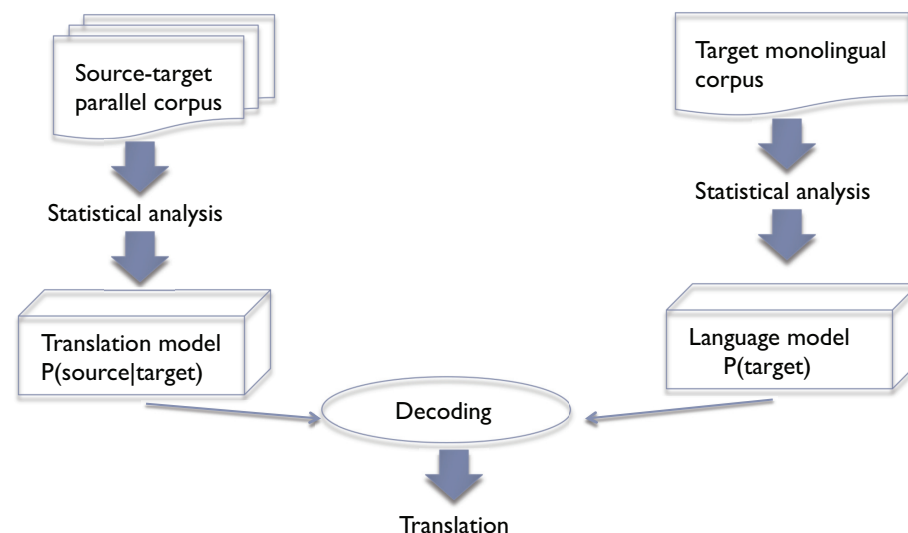 Source-target
parallel corpus
Statistical analysis
Translation model
P(source|target)
Target monolingual
corpus
Statistical analysis
Language model
P(target)
Decoding
Translation